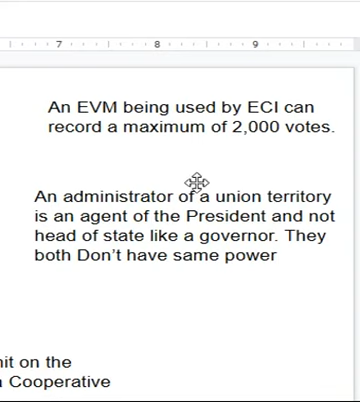 7 8 9
An EVM being used by ECI can
record a maximum of 2,000 votes.
An administrator of a union territory
is an agent of the President and not
head of state like a governor. They
both Don't have same power
on the
Cooperative